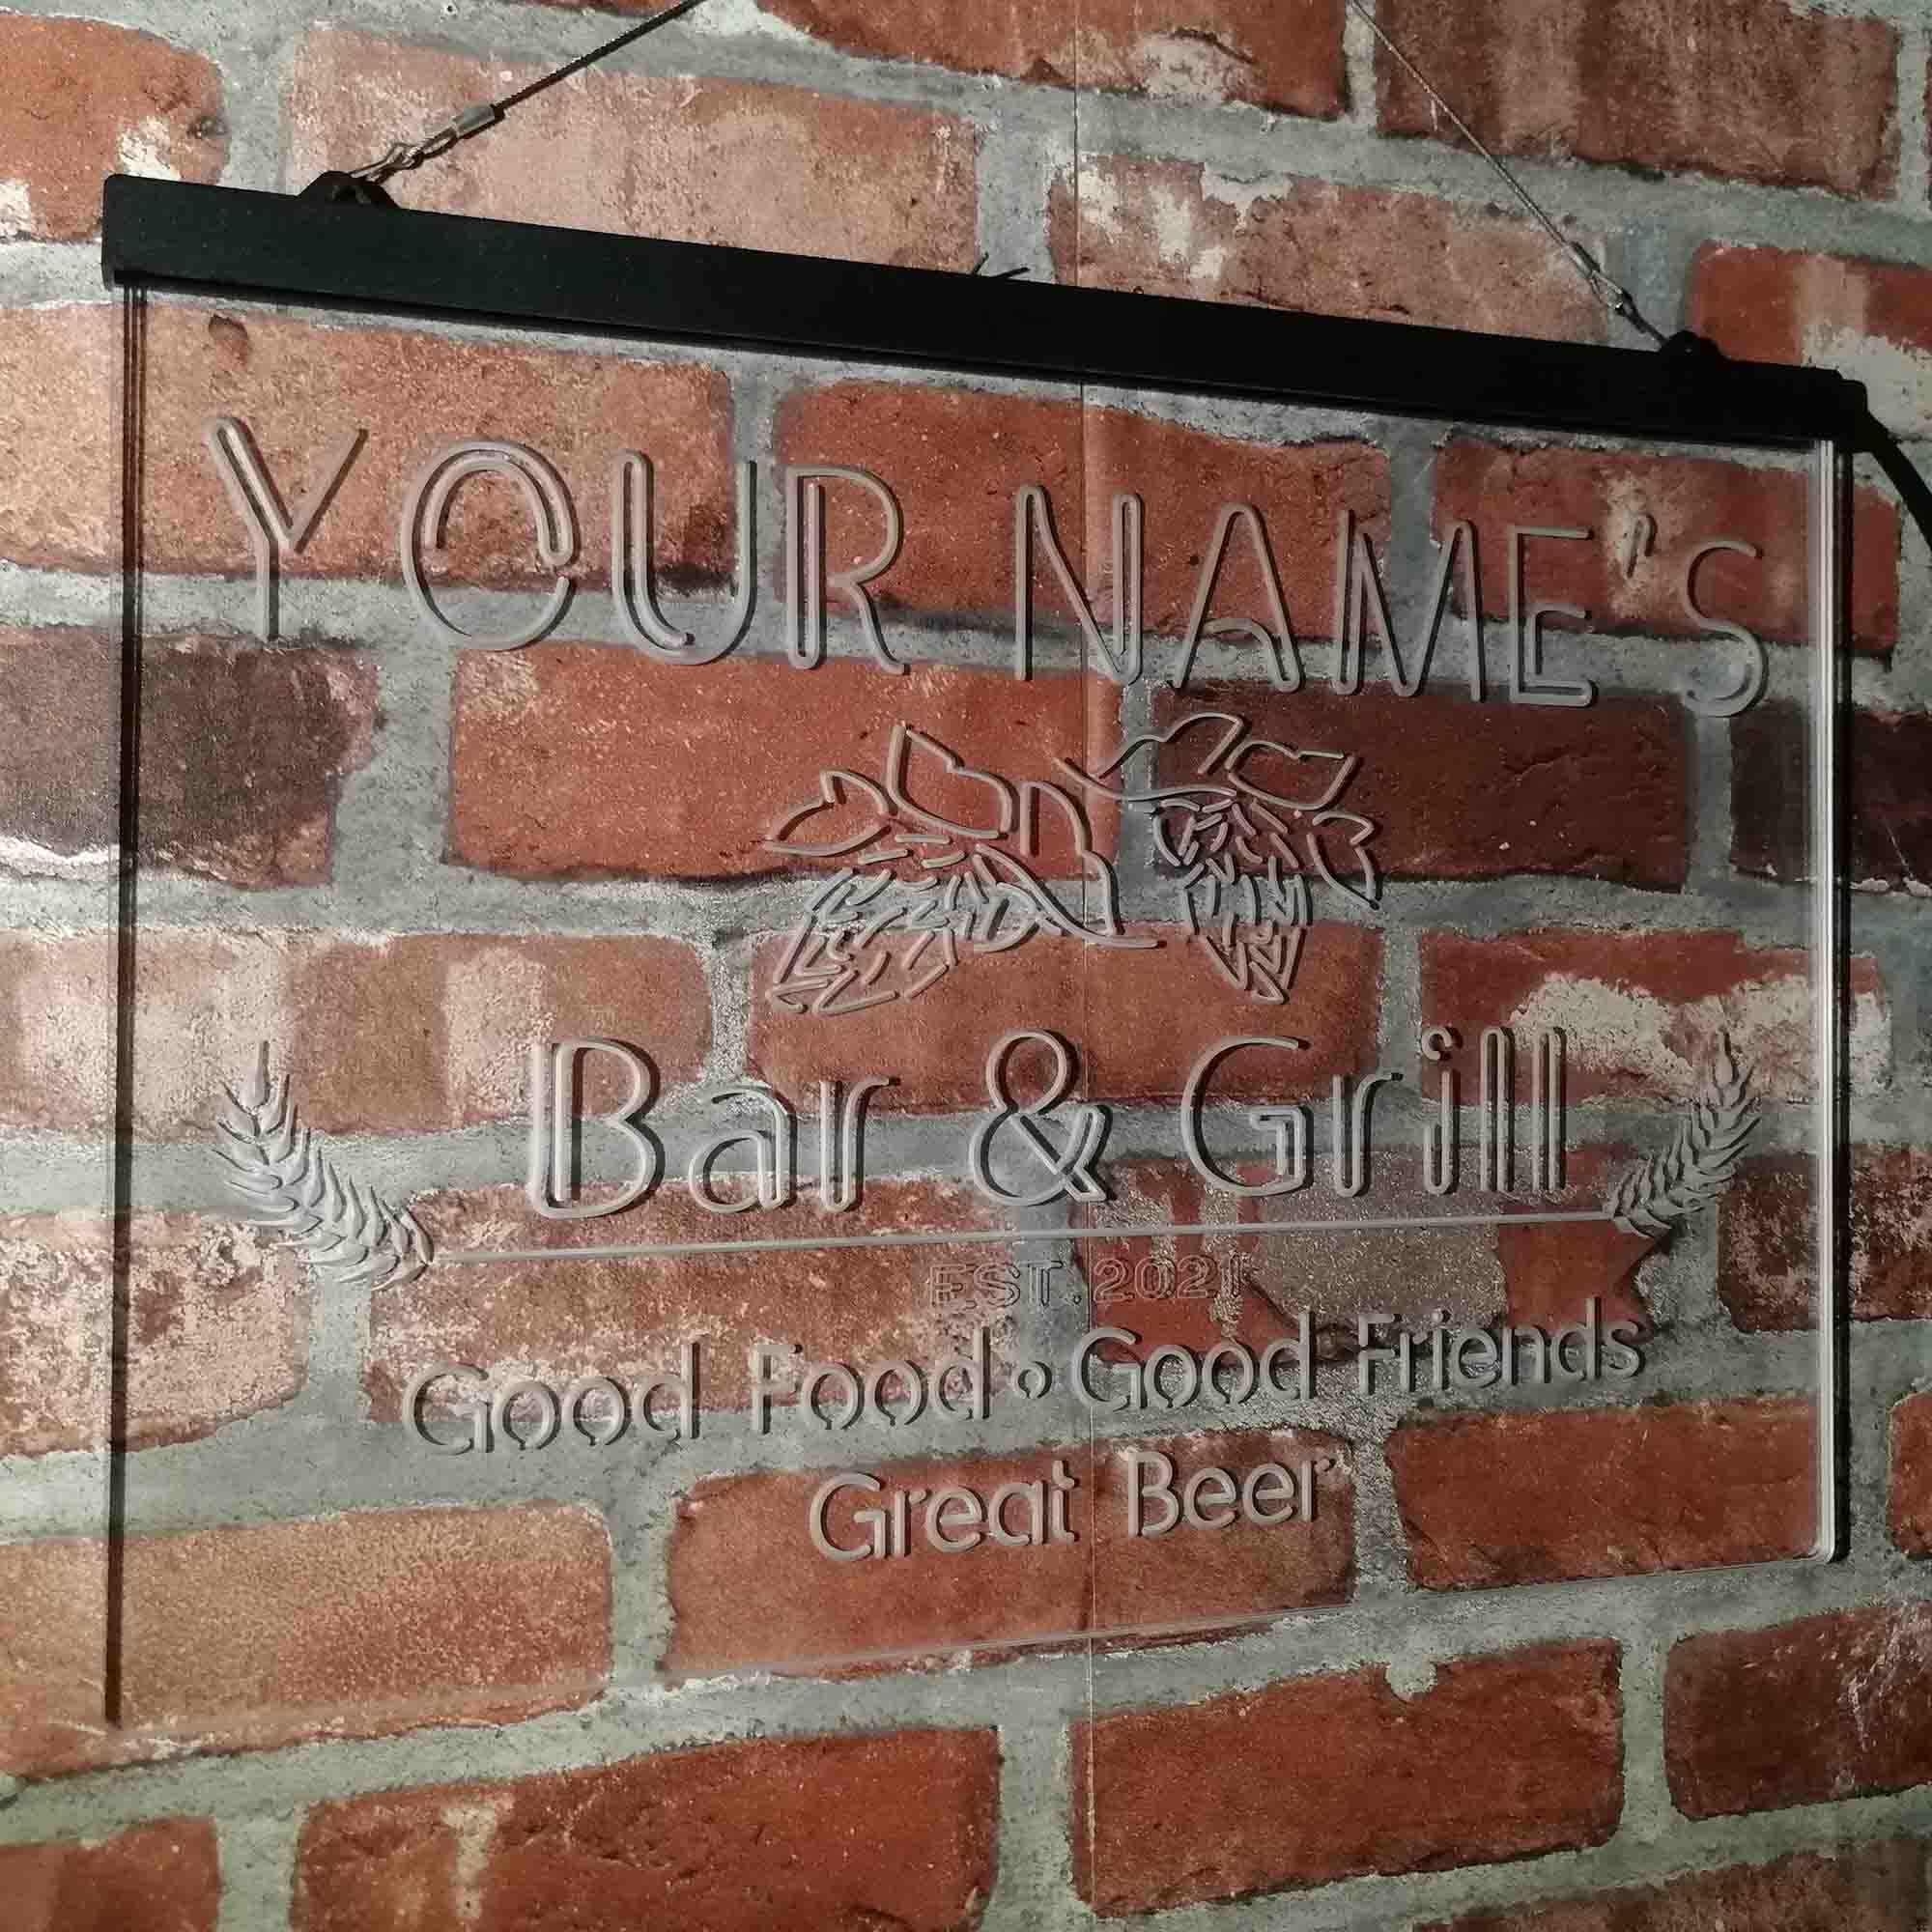 YOUR NAME'S
Bar & Grill
EST. 2021
Good Food • Good Friends
Great Beer